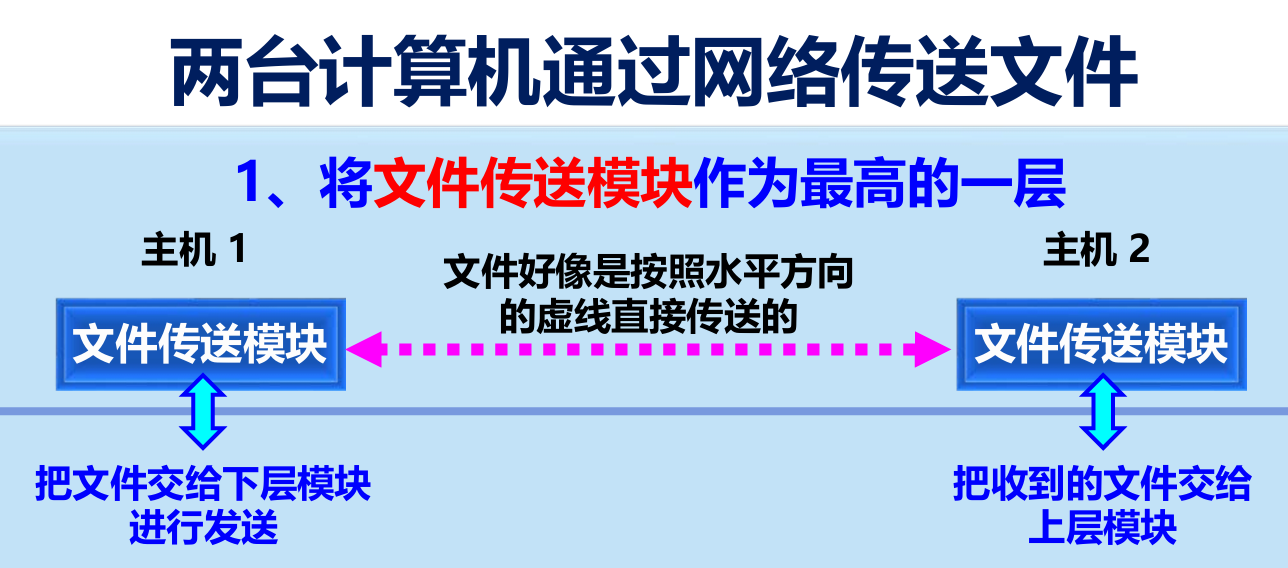 两台计算机通过网络传送文件
1、将文件传送模块作为最高的一层
主机 1
主机 2
文件好像是按照水平方向
的虚线直接传送的
文件传送模块
文件传送模块
把文件交给下层模块
进行发送
把收到的文件交给
上层模块